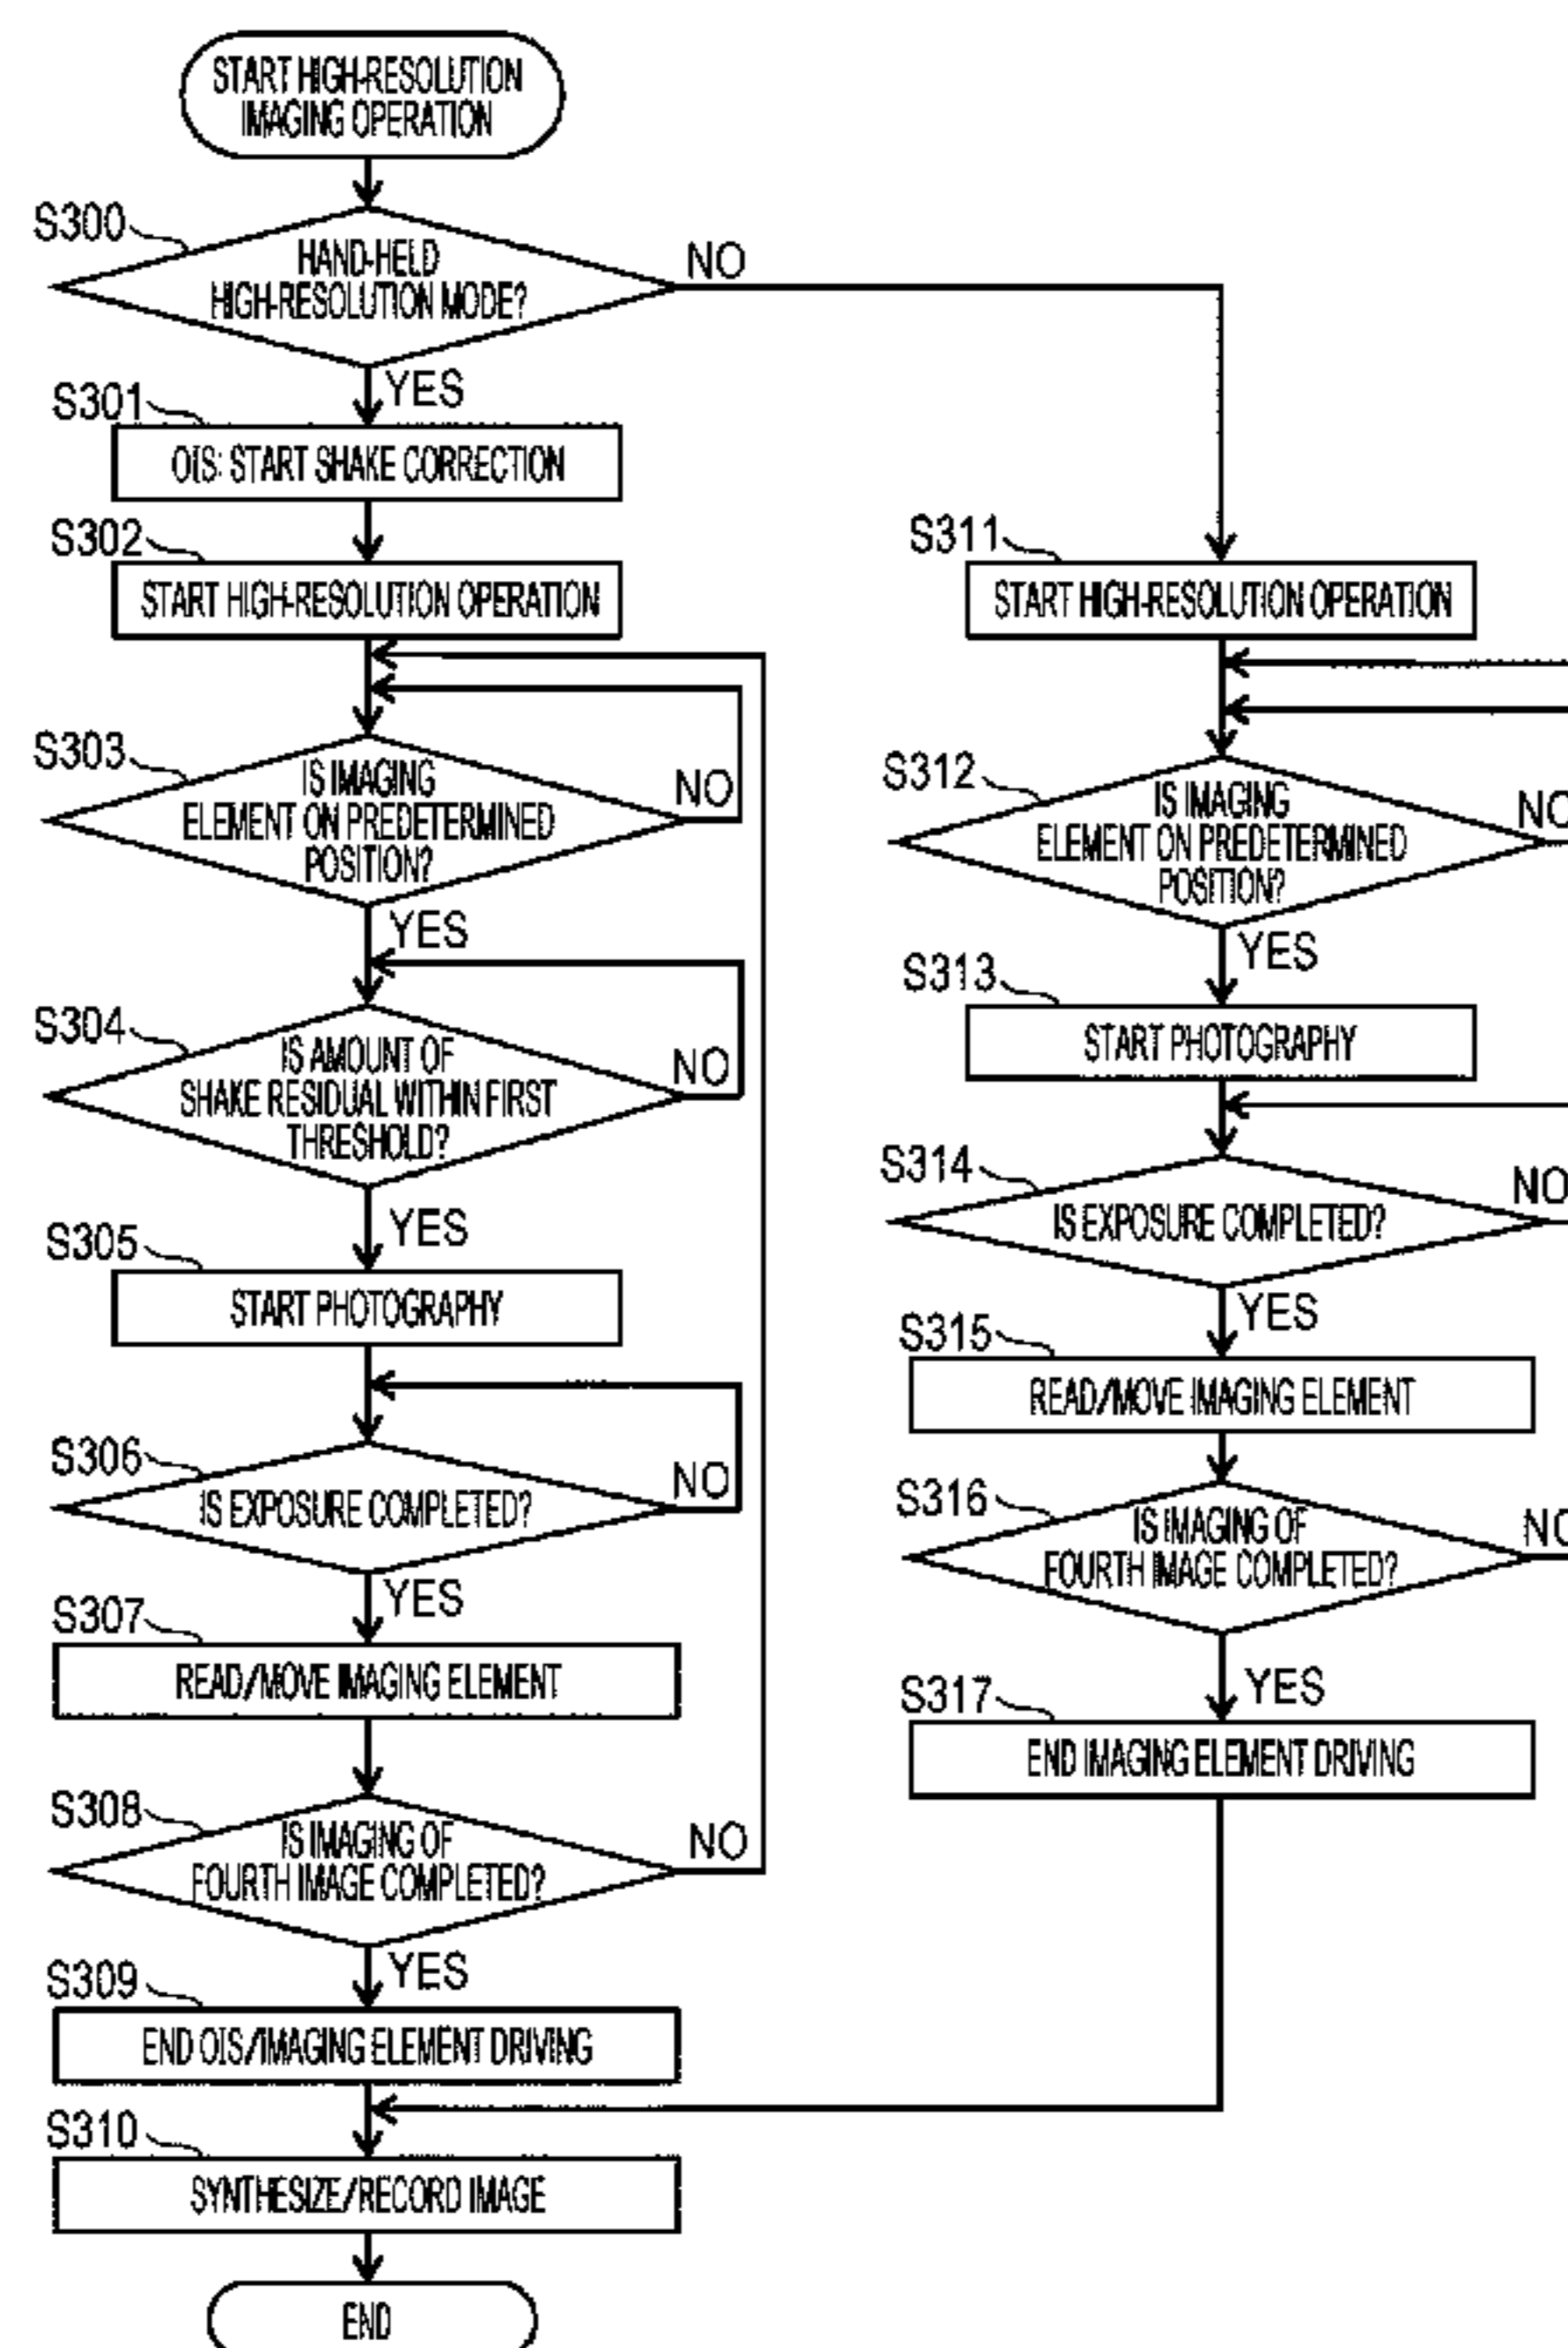 START HIGH-RESOLUTION
IMAGING OPERATION
S300
HAND-HELD
HIGH-RESOLUTION MODE?
NO
YES
S301
OIS: START SHAKE CORRECTION
S302
START HIGH-RESOLUTION OPERATION
S303
IS IMAGING
ELEMENT ON PREDETERMINED
POSITION?
NO
YES
S304
IS AMOUNT OF
SHAKE RESIDUAL WITHIN FIRST
THRESHOLD?
NO
YES
S305
START PHOTOGRAPHY
S306
IS EXPOSURE COMPLETED?
NO
YES
S307
READ/MOVE IMAGING ELEMENT
S308
IS IMAGING OF
FOURTH IMAGE COMPLETED?
NO
YES
S309
END OIS/IMAGING ELEMENT DRIVING
S310
SYNTHESIZE/RECORD IMAGE
END
S311
START HIGH-RESOLUTION OPERATION
S312
IS IMAGING
ELEMENT ON PREDETERMINED
POSITION?
NO
YES
S313
START PHOTOGRAPHY
S314
IS EXPOSURE COMPLETED?
NO
YES
S315
READ/MOVE IMAGING ELEMENT
S316
IS IMAGING OF
FOURTH IMAGE COMPLETED?
NO
YES
S317
END IMAGING ELEMENT DRIVING